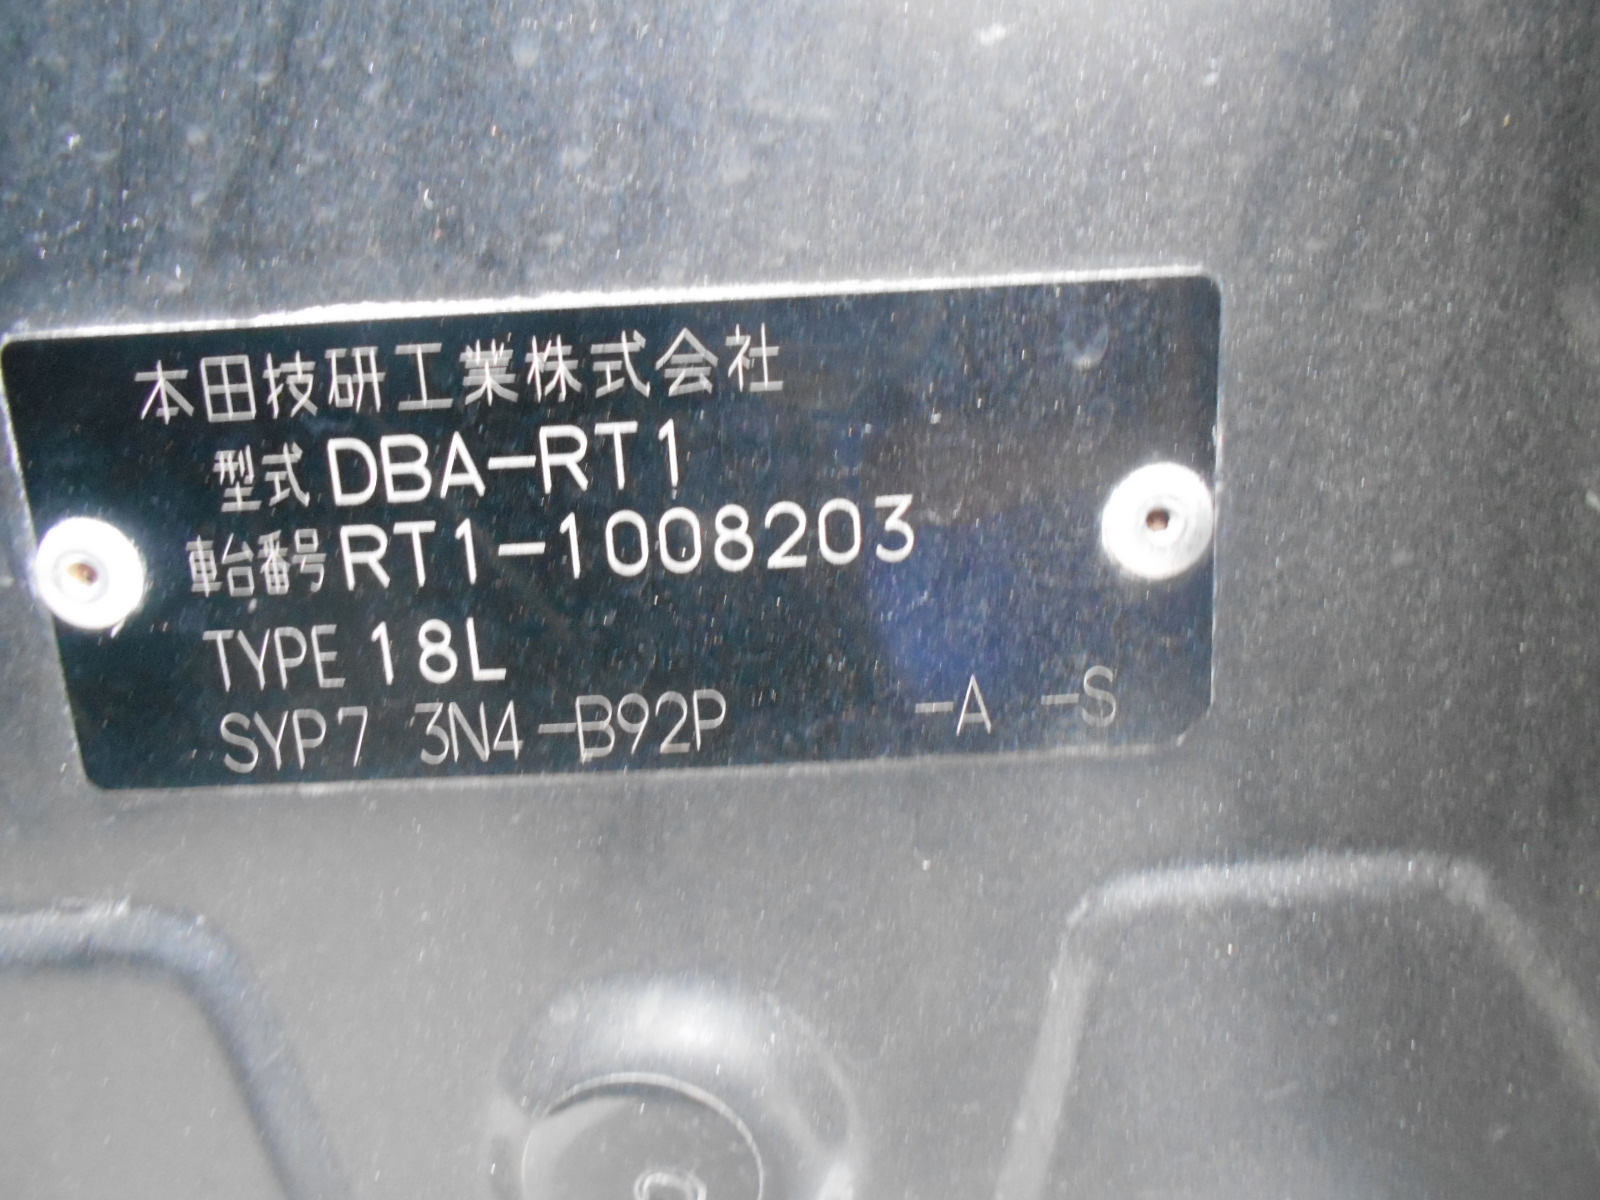 本田技研工業株式会社
型式 DBA-RT1
車台番号 RT1-1008203
TYPE 18L
SYP7 3N4-B92P -A -S